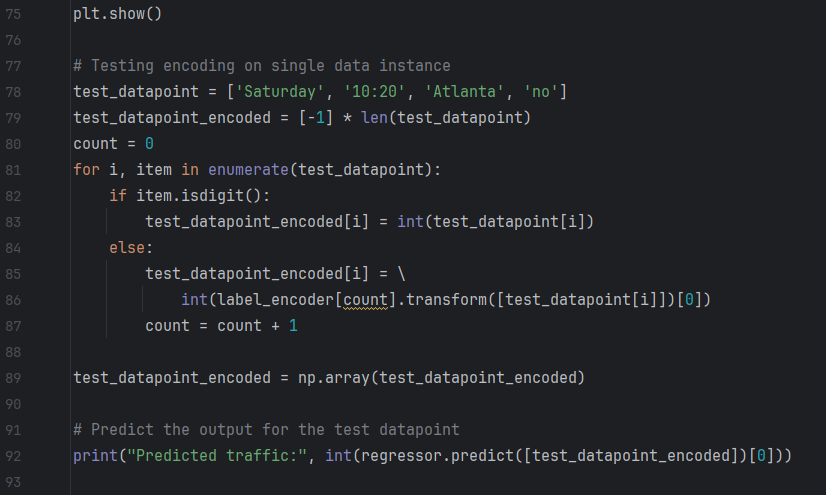 75 plt.show()
76
77 # Testing encoding on single data instance
78 test_datapoint = ['Saturday', '10:20', 'Atlanta', 'no']
79 test_datapoint_encoded = [-1] * len(test_datapoint)
80 count = 0
81 for i, item in enumerate(test_datapoint):
82     if item.isdigit():
83         test_datapoint_encoded[i] = int(test_datapoint[i])
84     else:
85         test_datapoint_encoded[i] = \
86             int(label_encoder[count].transform([test_datapoint[i]])[0])
87         count = count + 1
88
89 test_datapoint_encoded = np.array(test_datapoint_encoded)
90
91 # Predict the output for the test datapoint
92 print("Predicted traffic:", int(regressor.predict([test_datapoint_encoded])[0]))
93